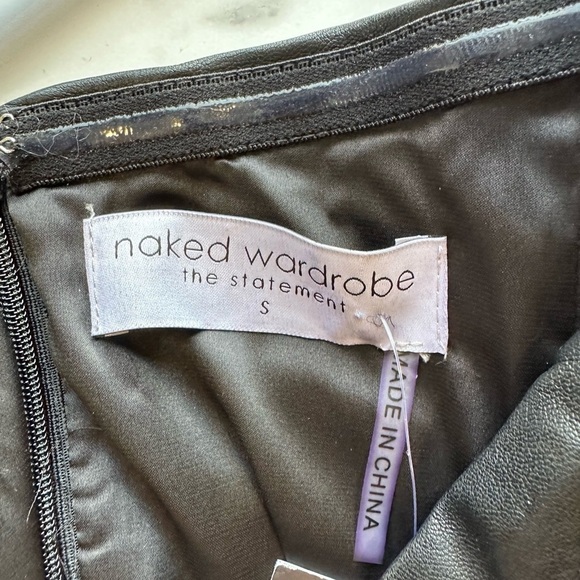 naked wardrobe
the statement
S
MADE IN CHINA